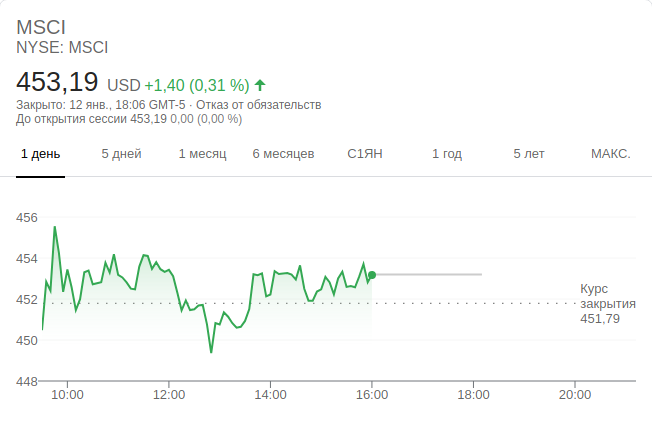 MSCI
NYSE: MSCI
453,19 USD +1,40 (0,31 %)
Закрыто: 12 янв., 18:06 GMT-5 · Отказ от обязательств
До открытия сессии 453,19 0,00 (0,00 %)
1 день 5 дней 1 месяц 6 месяцев С1ЯН 1 год 5 лет МАКС.
456
454
452
450
448
Курс
закрытия
451,79
10:00 12:00 14:00 16:00 18:00 20:00